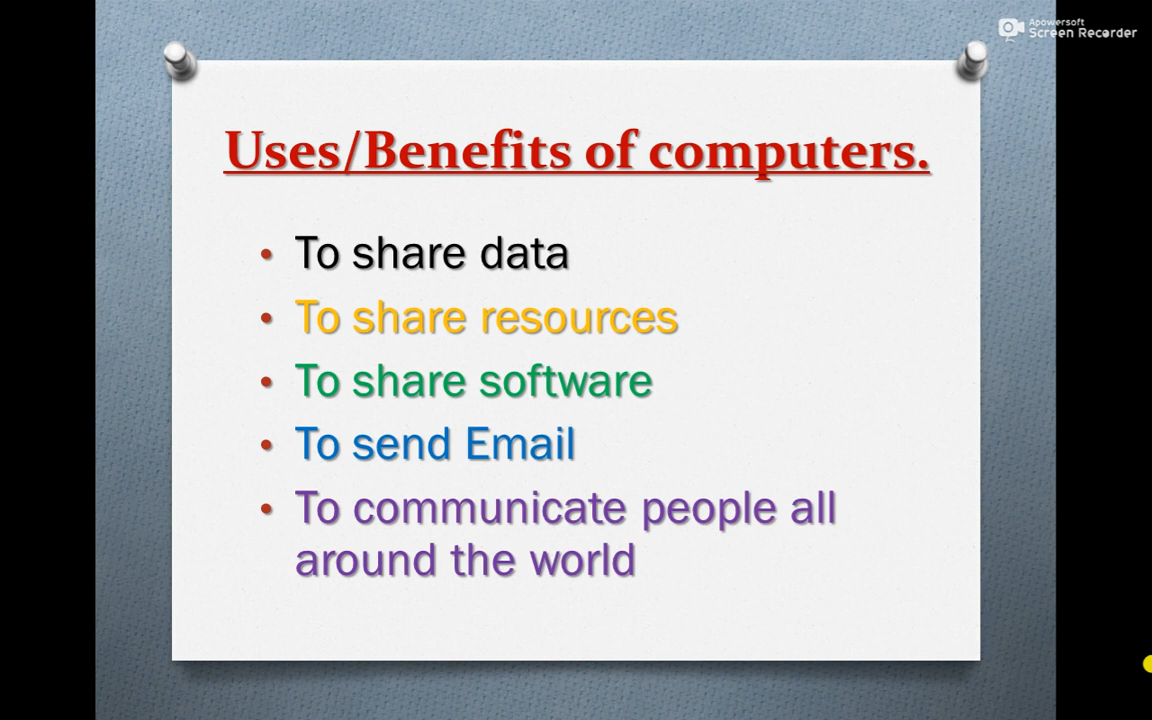 Apowersoft
Screen Recorder
Uses/Benefits of computers.
• To share data
• To share resources
• To share software
• To send Email
• To communicate people all
around the world